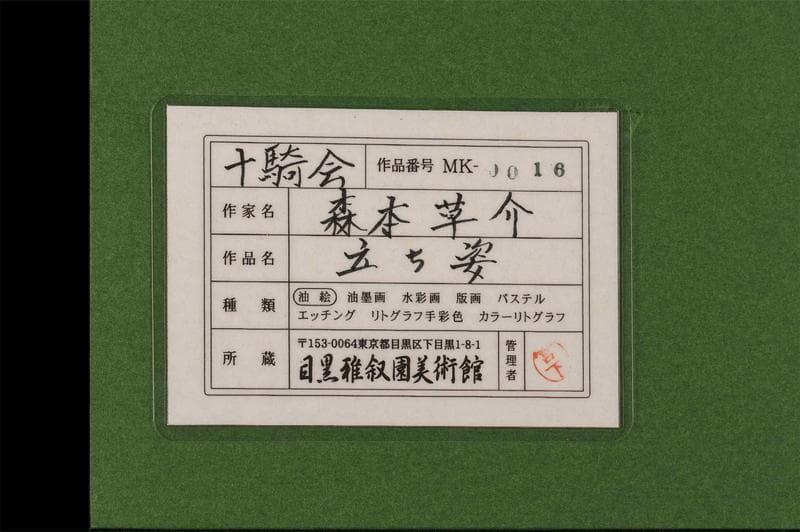 十騎会 作品番号 MK-0016
作家名 森本草介
作品名 立ち姿
種類 油絵 油墨画 水彩画 版画 パステル
エッチング リトグラフ手彩色 カラーリトグラフ
所蔵 〒153-0064東京都目黒区下目黒1-8-1
目黒雅叙園美術館
管理者